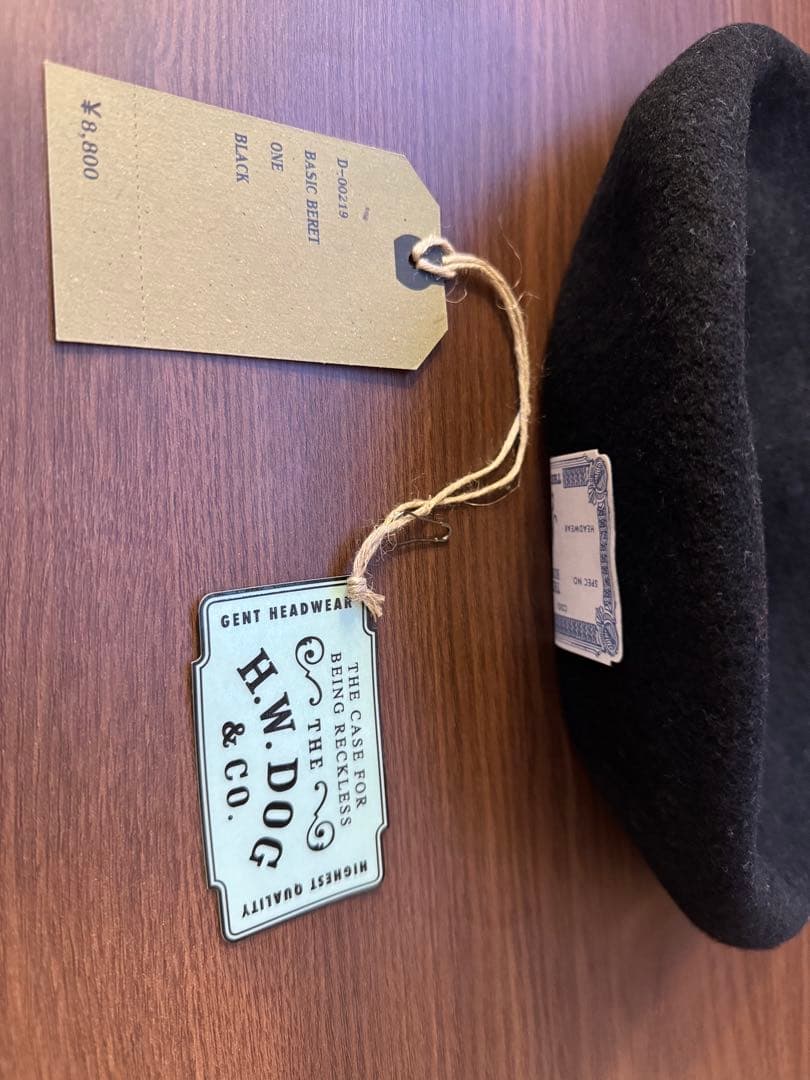 D-00219
BASIC BERET
ONE
BLACK
¥8,800
GENT HEADWEAR
THE CASE FOR
BEING RECKLESS
THE
H.W.DOG
& CO.
HIGHEST QUALITY
HEADWEAR
SPEC NO.